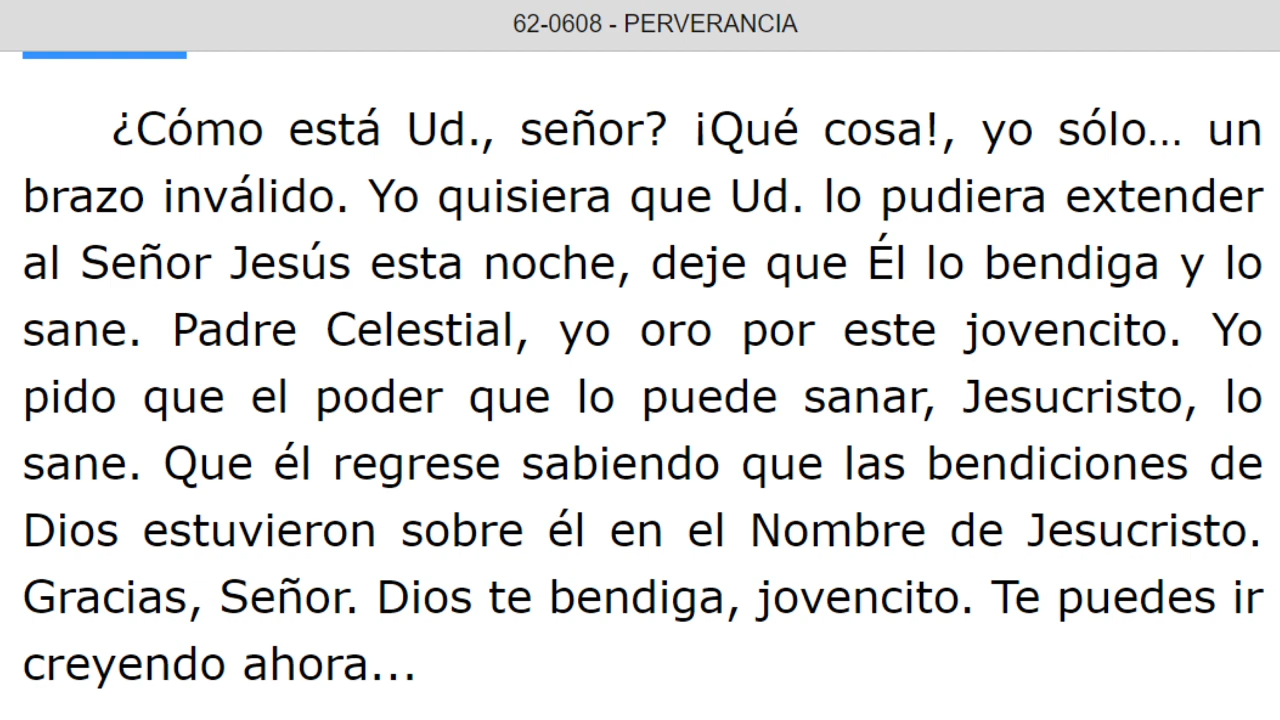 62-0608 - PERVERANCIA
¿Cómo está Ud., señor? ¡Qué cosa!, yo sólo... un
brazo inválido. Yo quisiera que Ud. lo pudiera extender
al Señor Jesús esta noche, deje que Él lo bendiga y lo
sane. Padre Celestial, yo oro por este jovencito. Yo
pido que el poder que lo puede sanar, Jesucristo, lo
sane. Que él regrese sabiendo que las bendiciones de
Dios estuvieron sobre él en el Nombre de Jesucristo.
Gracias, Señor. Dios te bendiga, jovencito. Te puedes ir
creyendo ahora...